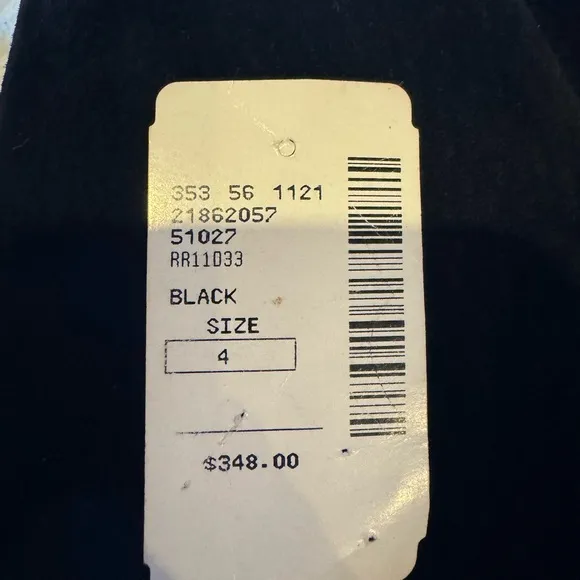 353 56 1121
21862057
51027
RR11D33
BLACK
SIZE
4
$348.00